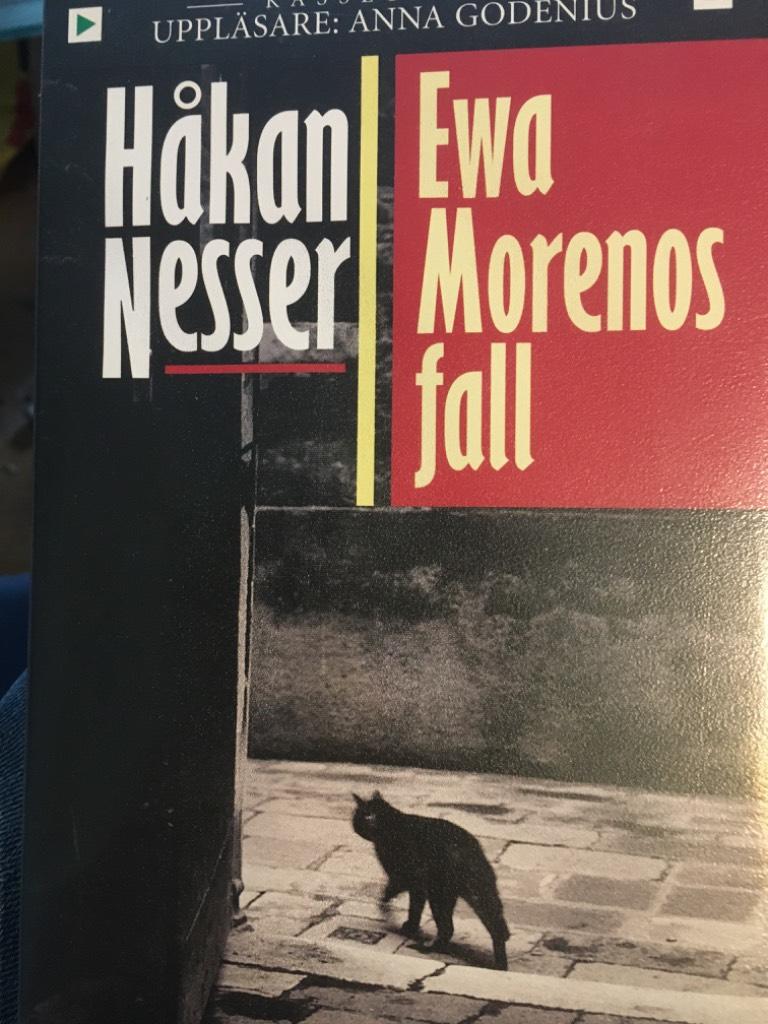 UPPLÄSARE: ANNA GODENIUS
Håkan
Nesser
Ewa
Morenos
fall